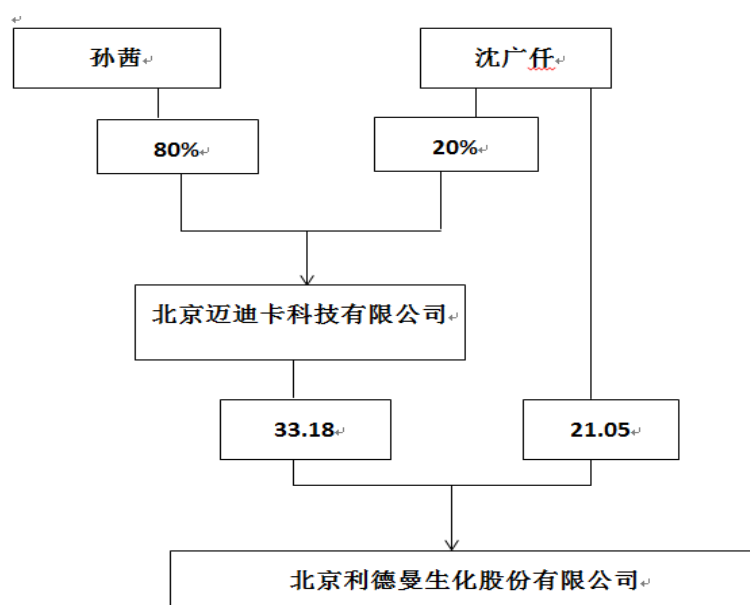 孙茜
沈广仟
80%
20%
北京迈迪卡科技有限公司
33.18
21.05
北京利德曼生化股份有限公司